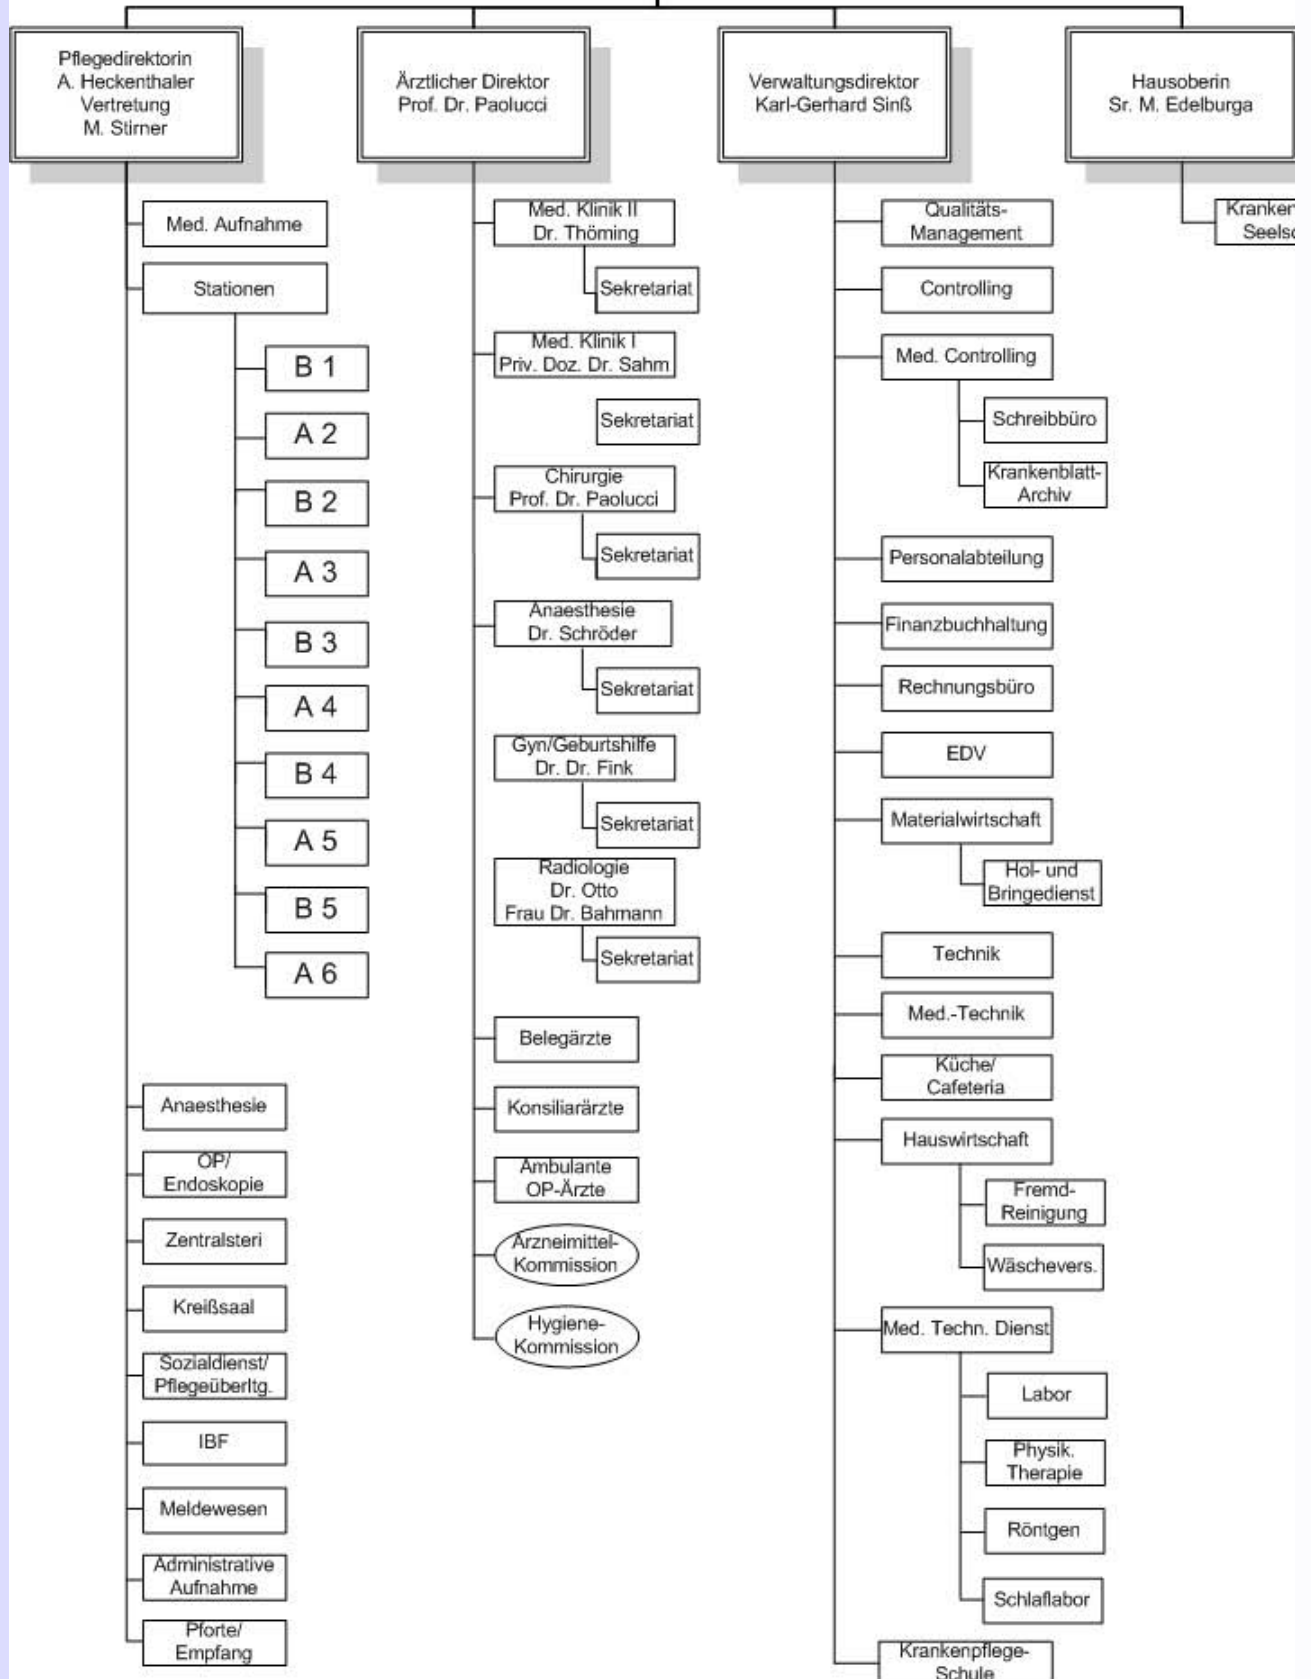 Pflegedirektorin
A. Heckenthaler
Vertretung
M. Stirner
Med. Aufnahme
Stationen
B 1
A 2
B 2
A 3
B 3
A 4
B 4
A 5
B 5
A 6
Anaesthesie
OP/
Endoskopie
Zentralsteri
Kreißsaal
Sozialdienst/
Pflegeüberltg.
IBF
Meldewesen
Administrative
Aufnahme
Pforte/
Empfang
Ärztlicher Direktor
Prof. Dr. Paolucci
Med. Klinik II
Dr. Thöming
Sekretariat
Med. Klinik I
Priv. Doz. Dr. Sahm
Sekretariat
Chirurgie
Prof. Dr. Paolucci
Sekretariat
Anaesthesie
Dr. Schröder
Sekretariat
Gyn/Geburtshilfe
Dr. Dr. Fink
Sekretariat
Radiologie
Dr. Otto
Frau Dr. Bahmann
Sekretariat
Belegärzte
Konsiliarärzte
Ambulante
OP-Ärzte
Arzneimittel-
Kommission
Hygiene-
Kommission
Verwaltungsdirektor
Karl-Gerhard Sinß
Qualitäts-
Management
Controlling
Med. Controlling
Schreibbüro
Krankenblatt-
Archiv
Personalabteilung
Finanzbuchhaltung
Rechnungsbüro
EDV
Materialwirtschaft
Hol- und
Bringedienst
Technik
Med.-Technik
Küche/
Cafeteria
Hauswirtschaft
Fremd-
Reinigung
Wäschevers.
Med. Techn. Dienst
Labor
Physik.
Therapie
Röntgen
Schlaflabor
Krankenpflege-
Schule
Hausoberin
Sr. M. Edelburga
Kranken
Seelso